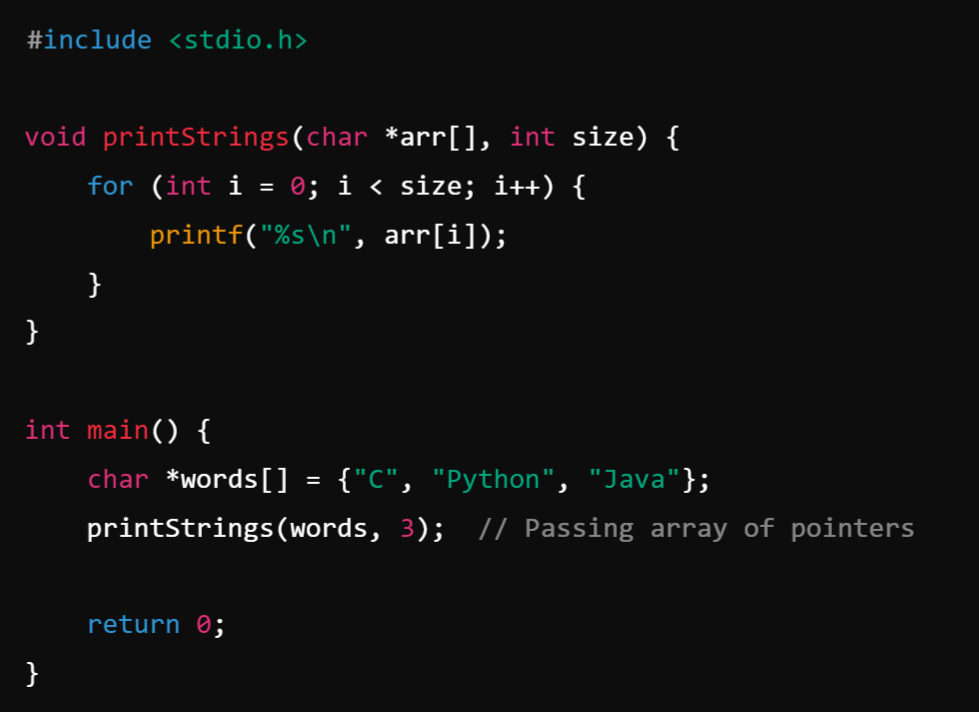 #include <stdio.h>
void printStrings(char *arr[], int size) {
    for (int i = 0; i < size; i++) {
        printf("%s\n", arr[i]);
    }
}
int main() {
    char *words[] = {"C", "Python", "Java"};
    printStrings(words, 3);  // Passing array of pointers
    return 0;
}